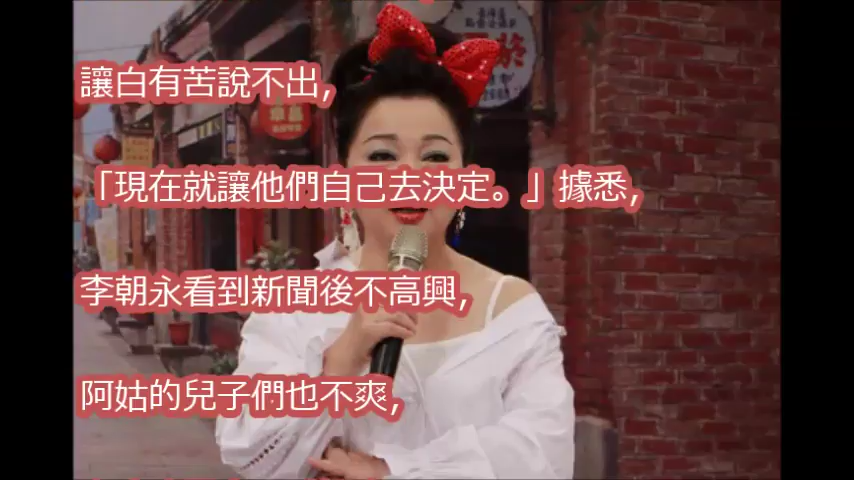 讓白有苦說不出,
「現在就讓他們自己去決定。」據悉,
李朝永看到新聞後不高興,
阿姑的兒子們也不爽,